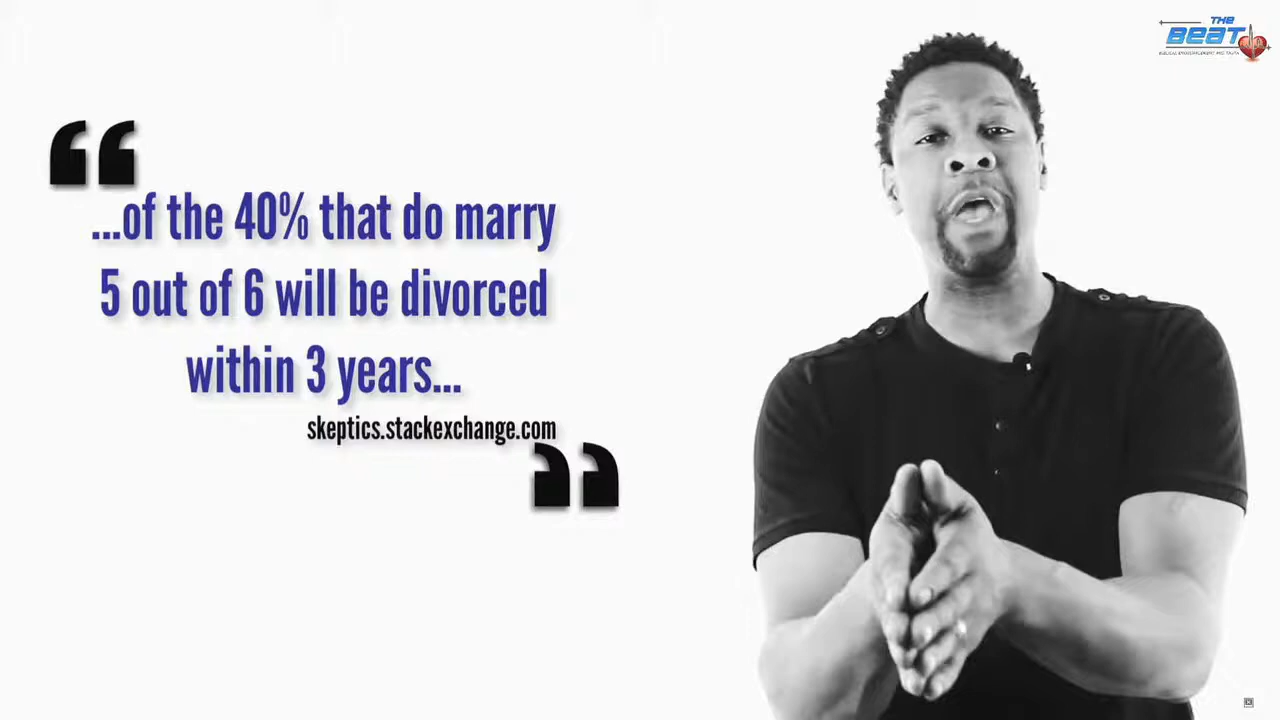 THE
BEAT
“
...of the 40% that do marry
5 out of 6 will be divorced
within 3 years...
skeptics.stackexchange.com
”